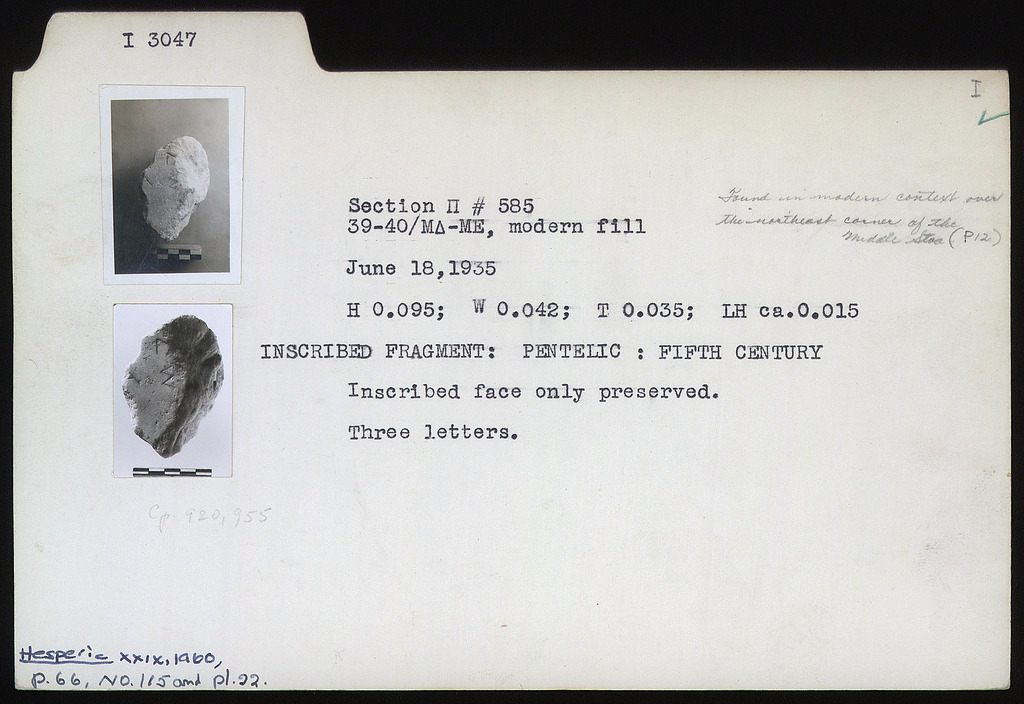 I 3047
I
Section Π # 585
39-40/ΜΔ-ΜΕ, modern fill
Found in modern context over
the northeast corner of the
Middle Stoa (P12)
June 18,1935
H 0.095; W 0.042; T 0.035; LH ca.0.015
INSCRIBED FRAGMENT: PENTELIC : FIFTH CENTURY
Inscribed face only preserved.
Three letters.
Cp. 920, 955
Hesperia XXIX, 1960,
p. 66, NO. 115 and pl. 22.